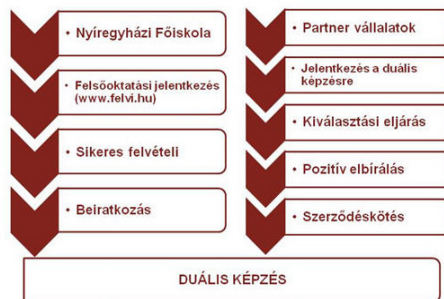 • Nyíregyházi Főiskola
• Felsőoktatási jelentkezés
(www.felvi.hu)
• Sikeres felvételi
• Beiratkozás
• Partner vállalatok
• Jelentkezés a duális
képzésre
• Kiválasztási eljárás
• Pozitív elbírálás
• Szerződéskötés
DUÁLIS KÉPZÉS